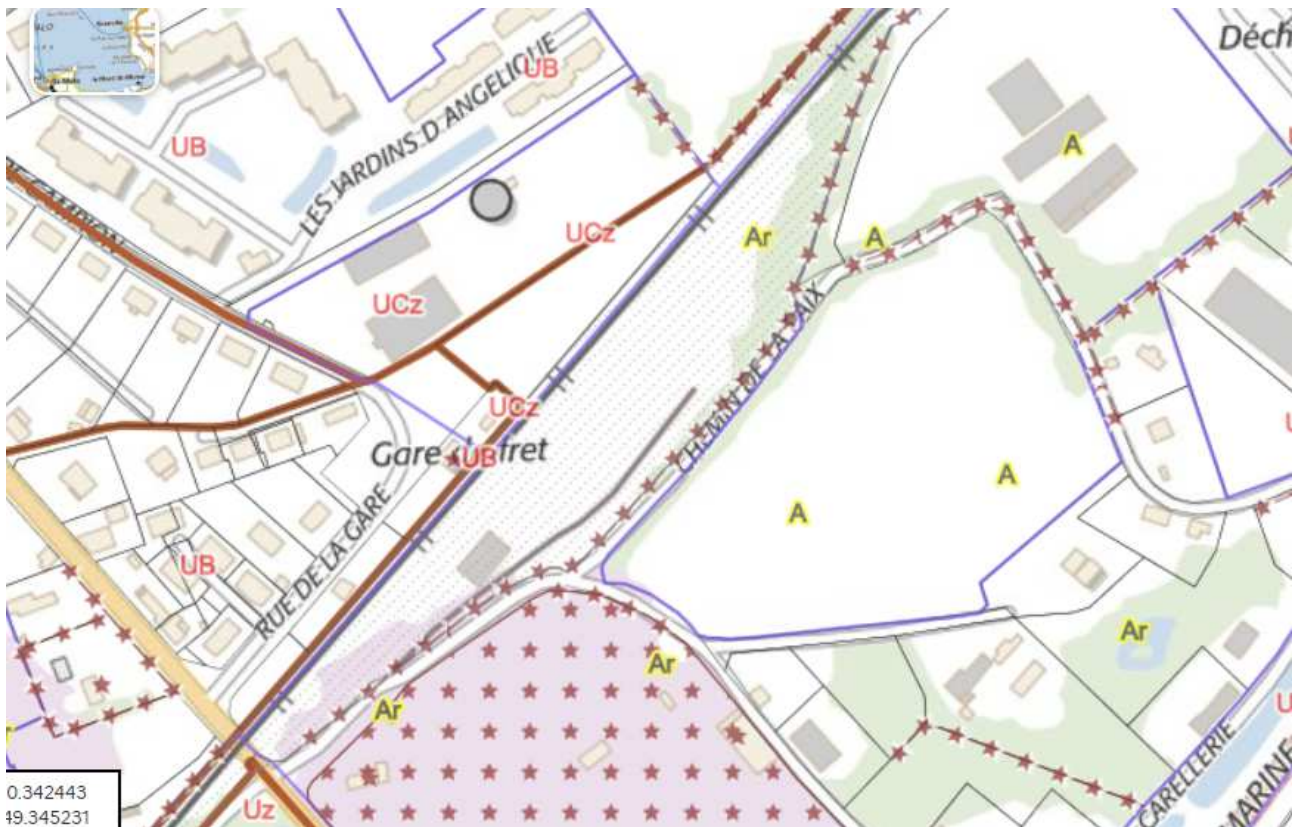 Déch
UB
UB
LES JARDINS D ANGELIQUE
A
UCz
Ar
A
UCz
CHEMIN DE LA PAIX
UCz
Gare
fret
UB
A
A
RUE DE LA GARE
UB
Ar
Ar
Ar
CARELLERIE
MARINE
Uz
0.342443
49.345231